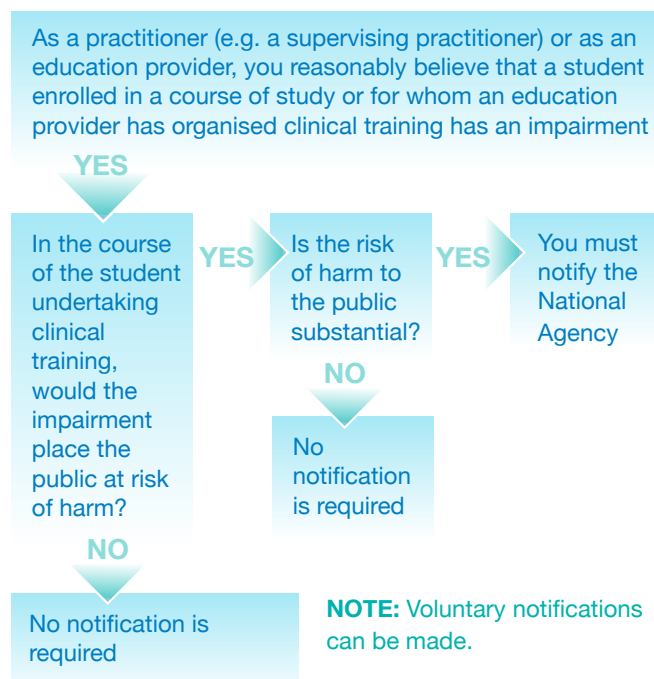 As a practitioner (e.g. a supervising practitioner) or as an
education provider, you reasonably believe that a student
enrolled in a course of study or for whom an education
provider has organised clinical training has an impairment
YES
In the course
of the student
undertaking
clinical
training,
would the
impairment
place the
public at risk
of harm?
YES
Is the risk
of harm to
the public
substantial?
YES
You must
notify the
National
Agency
NO
No
notification
is required
NO
No notification is
required
NOTE: Voluntary notifications
can be made.